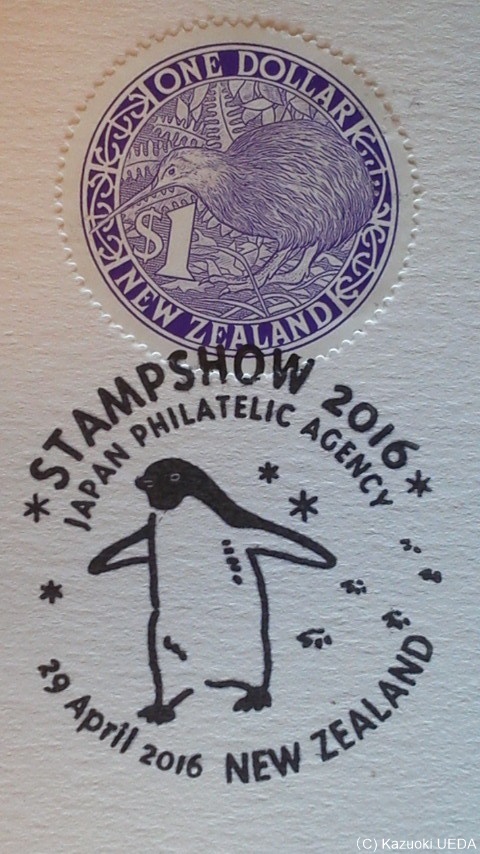 ONE DOLLAR
$1
NEW ZEALAND
STAMPSHOW 2016
JAPAN PHILATELIC AGENCY
29 April 2016 NEW ZEALAND
(C) Kazuoki.UEDA